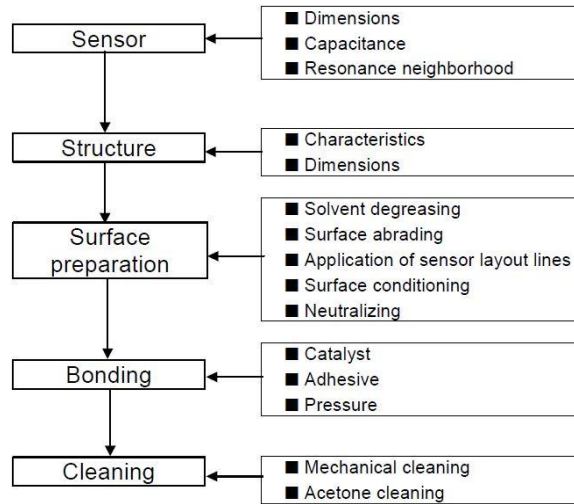 Sensor
■ Dimensions
■ Capacitance
■ Resonance neighborhood
Structure
■ Characteristics
■ Dimensions
Surface
preparation
■ Solvent degreasing
■ Surface abrading
■ Application of sensor layout lines
■ Surface conditioning
■ Neutralizing
Bonding
■ Catalyst
■ Adhesive
■ Pressure
Cleaning
■ Mechanical cleaning
■ Acetone cleaning